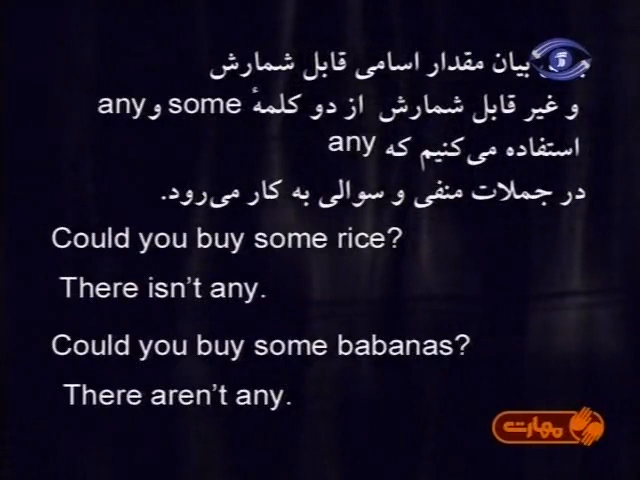 بیان مقدار اسامی قابل شمارش
و غیر قابل شمارش از دو کلمهٔ some و any
استفاده می‌کنیم که any
در جملات منفی و سوالی به کار می‌رود.
Could you buy some rice?
There isn't any.
Could you buy some babanas?
There aren't any.
مهارت